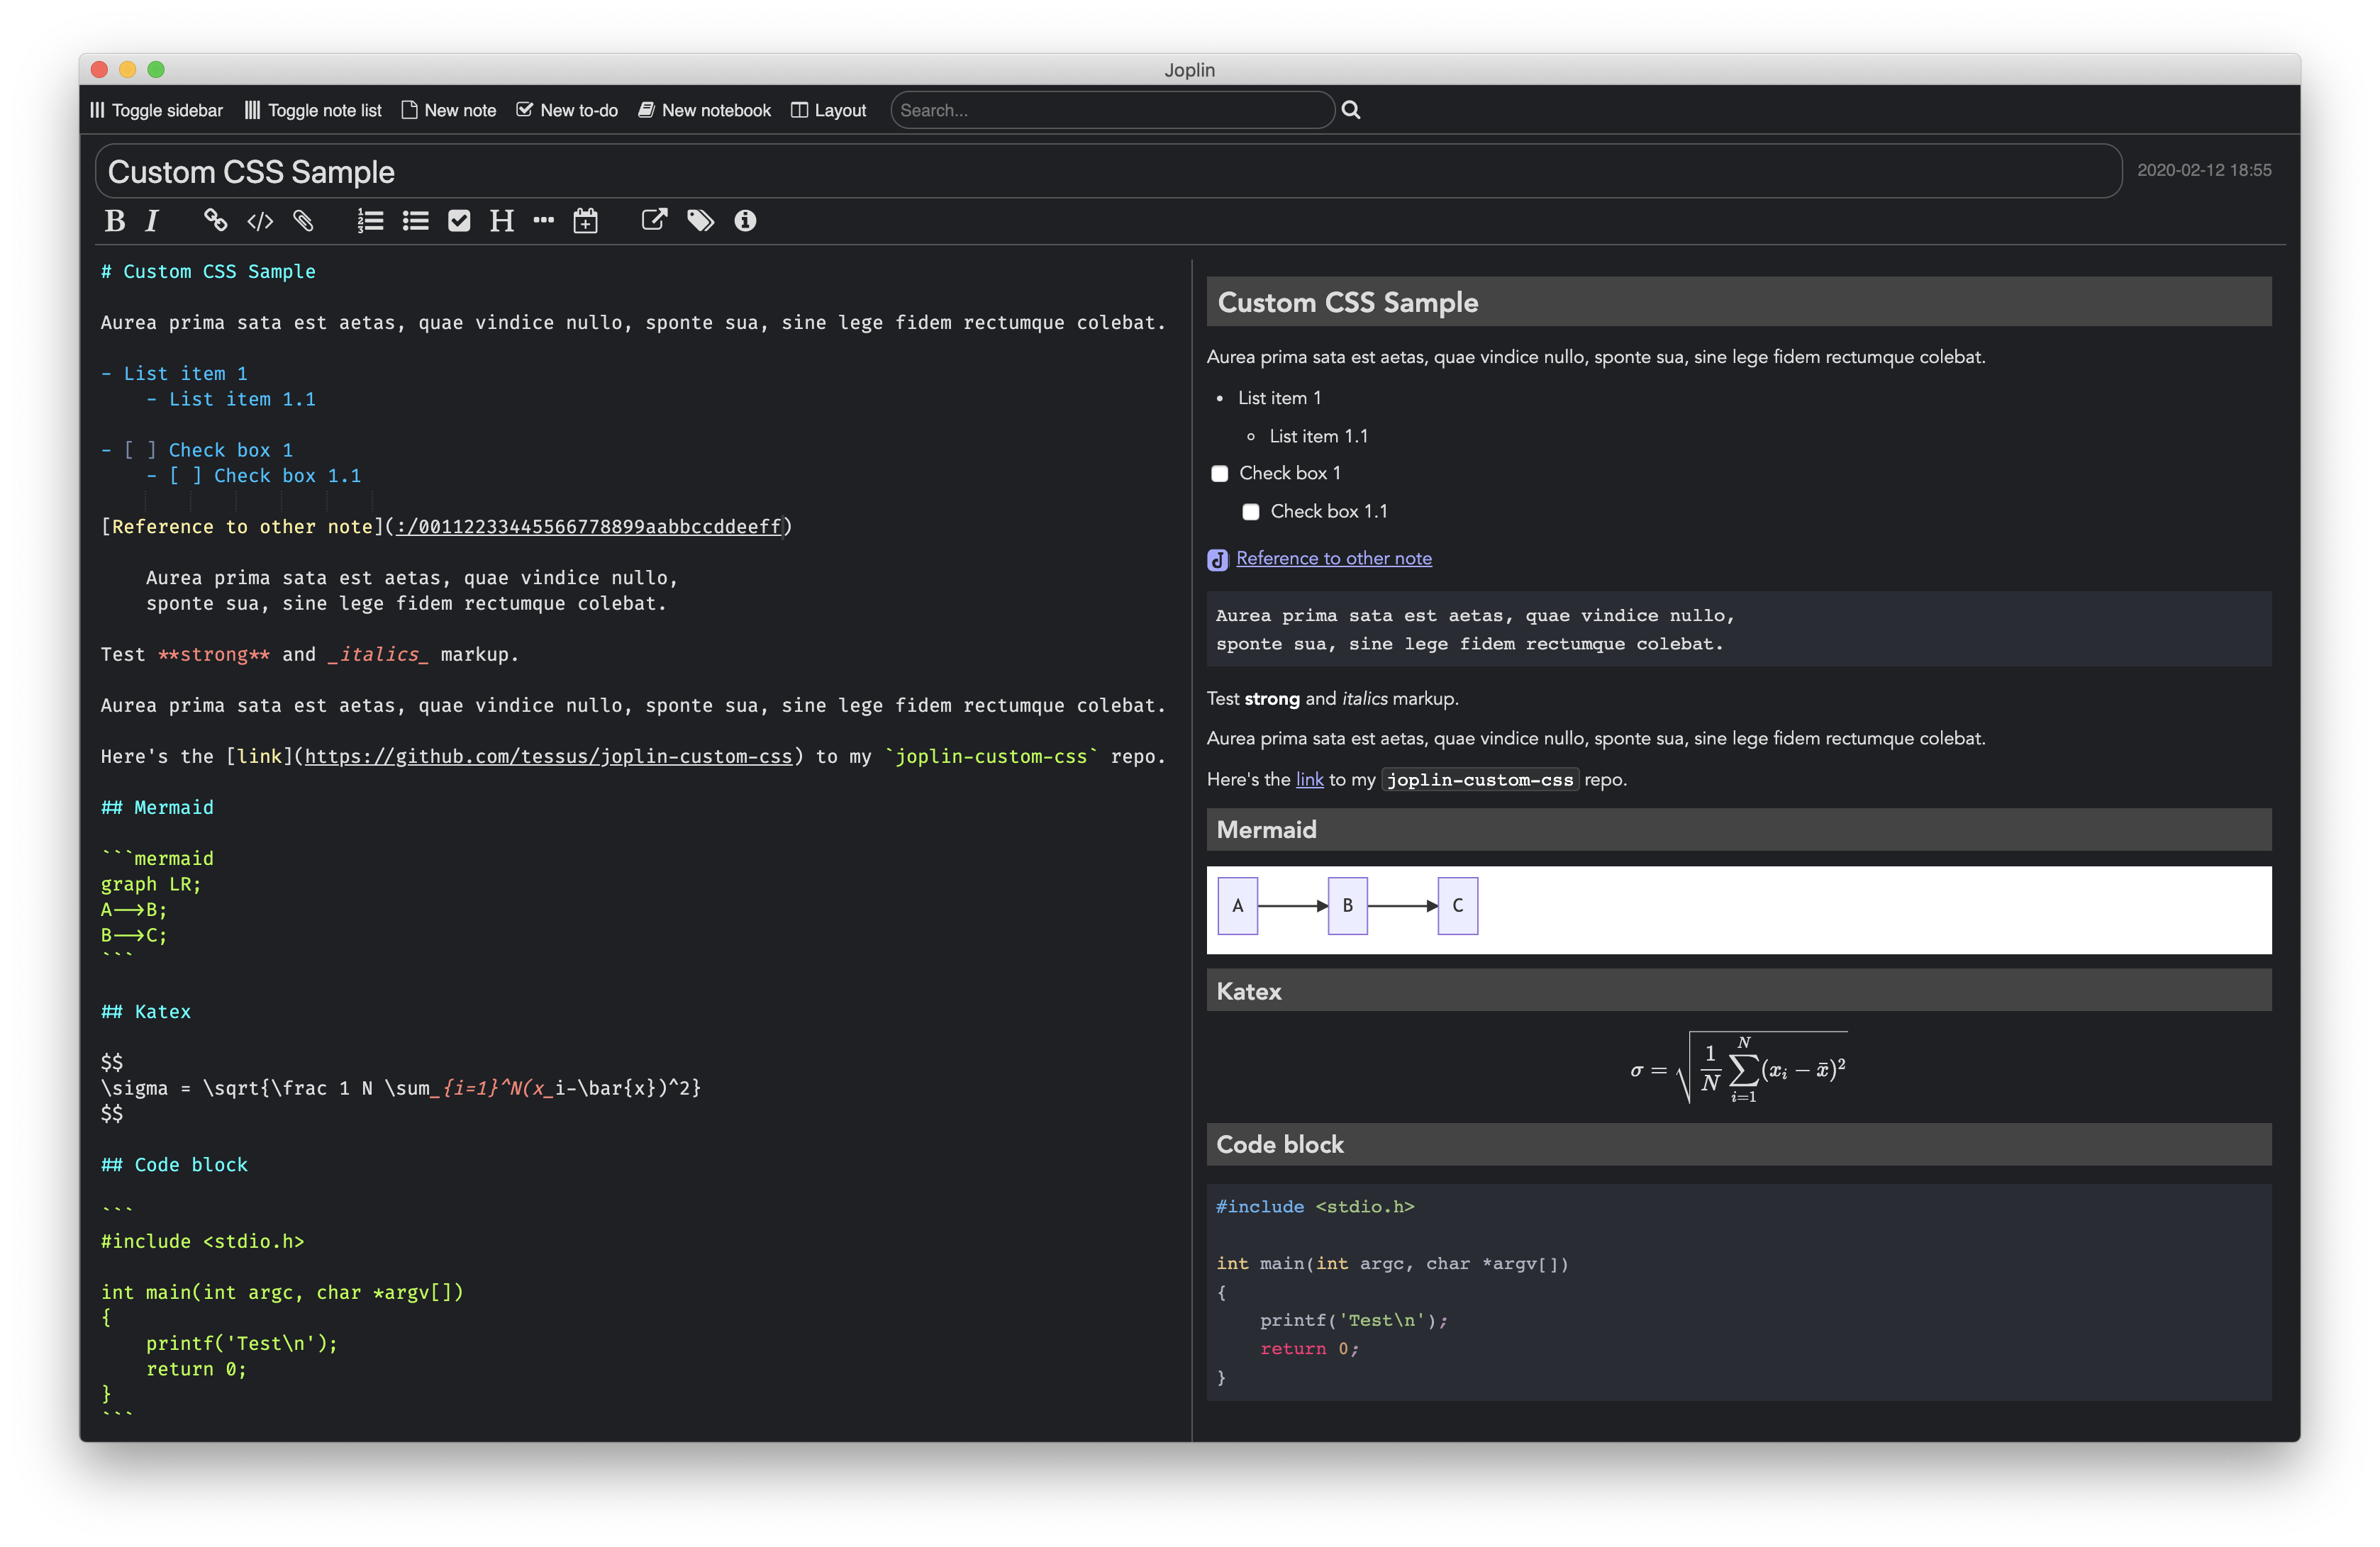 Joplin
Toggle sidebar Toggle note list New note New to-do New notebook Layout Search...
Custom CSS Sample
2020-02-12 18:55
B I H
# Custom CSS Sample

Aurea prima sata est aetas, quae vindice nullo, sponte sua, sine lege fidem rectumque colebat.

- List item 1
    - List item 1.1

- [ ] Check box 1
    - [ ] Check box 1.1

[Reference to other note](:/00112233445566778899aabbccddeeff)

    Aurea prima sata est aetas, quae vindice nullo,
    sponte sua, sine lege fidem rectumque colebat.

Test **strong** and _italics_ markup.

Aurea prima sata est aetas, quae vindice nullo, sponte sua, sine lege fidem rectumque colebat.

Here's the [link](https://github.com/tessus/joplin-custom-css) to my `joplin-custom-css` repo.

## Mermaid

```mermaid
graph LR;
A-->B;
B-->C;
```

## Katex

$$
\sigma = \sqrt{\frac 1 N \sum_{i=1}^N(x_i-\bar{x})^2}
$$

## Code block

```
#include <stdio.h>

int main(int argc, char *argv[])
{
    printf('Test\n');
    return 0;
}
```
Custom CSS Sample
Aurea prima sata est aetas, quae vindice nullo, sponte sua, sine lege fidem rectumque colebat.
• List item 1
◦ List item 1.1
Check box 1
Check box 1.1
Reference to other note
Aurea prima sata est aetas, quae vindice nullo,
sponte sua, sine lege fidem rectumque colebat.
Test strong and italics markup.
Aurea prima sata est aetas, quae vindice nullo, sponte sua, sine lege fidem rectumque colebat.
Here's the link to my joplin-custom-css repo.
Mermaid
A B C
Katex
σ = √(1/N ∑_{i=1}^{N} (x_i − x̄)²)
Code block
#include <stdio.h>

int main(int argc, char *argv[])
{
    printf('Test\n');
    return 0;
}